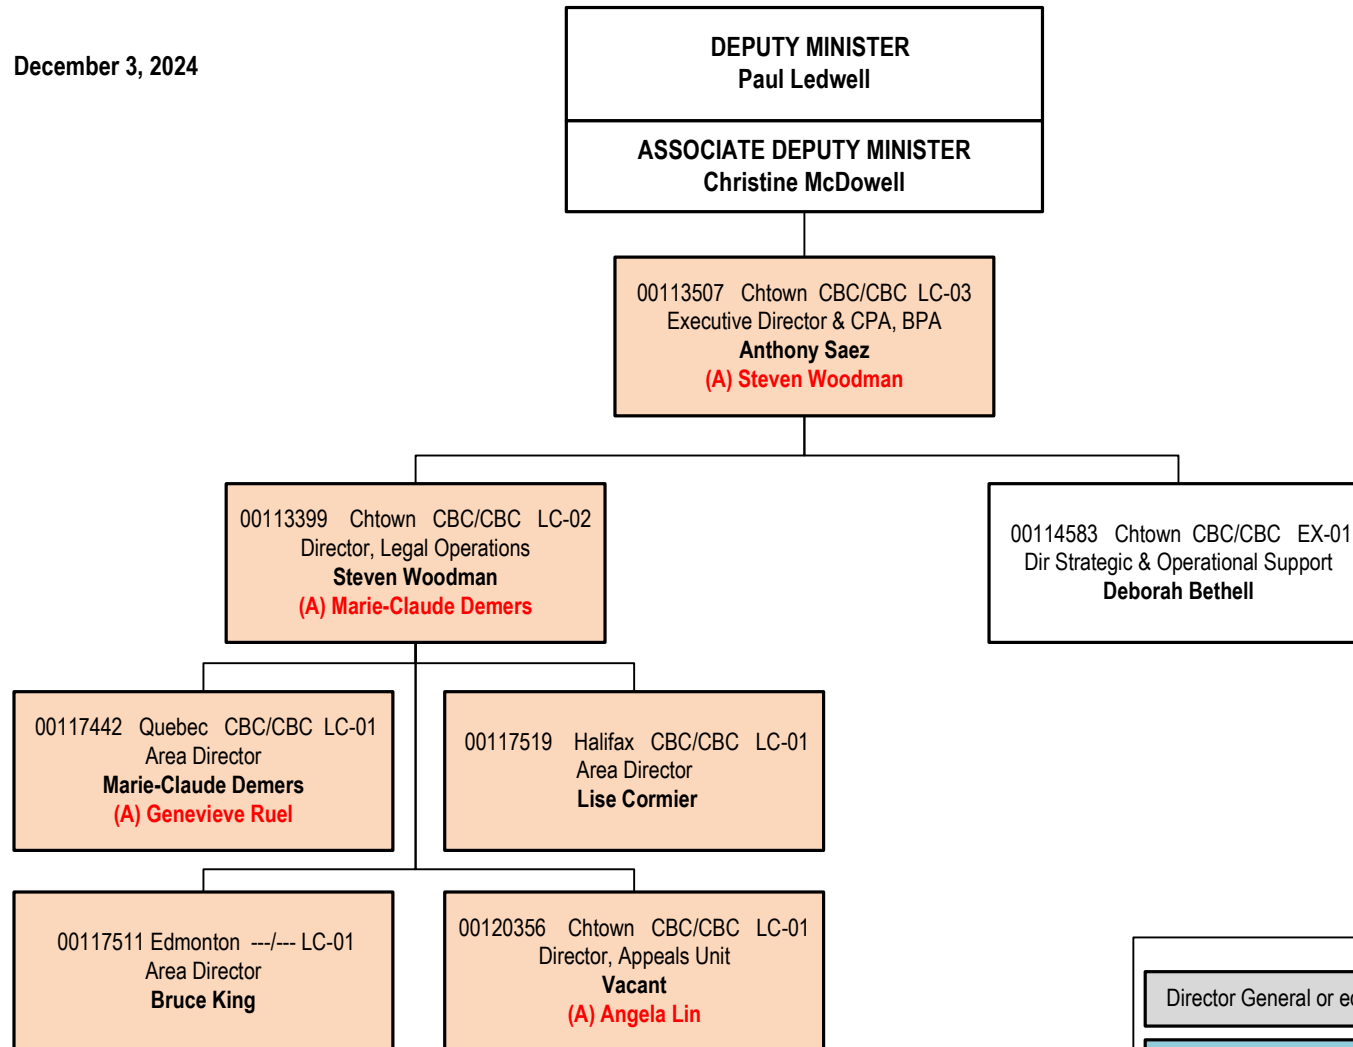 December 3, 2024
DEPUTY MINISTER
Paul Ledwell
ASSOCIATE DEPUTY MINISTER
Christine McDowell
00113507 Chtown CBC/CBC LC-03
Executive Director & CPA, BPA
Anthony Saez
(A) Steven Woodman
00113399 Chtown CBC/CBC LC-02
Director, Legal Operations
Steven Woodman
(A) Marie-Claude Demers
00114583 Chtown CBC/CBC EX-01
Dir Strategic & Operational Support
Deborah Bethell
00117442 Quebec CBC/CBC LC-01
Area Director
Marie-Claude Demers
(A) Genevieve Ruel
00117519 Halifax CBC/CBC LC-01
Area Director
Lise Cormier
00117511 Edmonton ---/--- LC-01
Area Director
Bruce King
00120356 Chtown CBC/CBC LC-01
Director, Appeals Unit
Vacant
(A) Angela Lin
Director General or